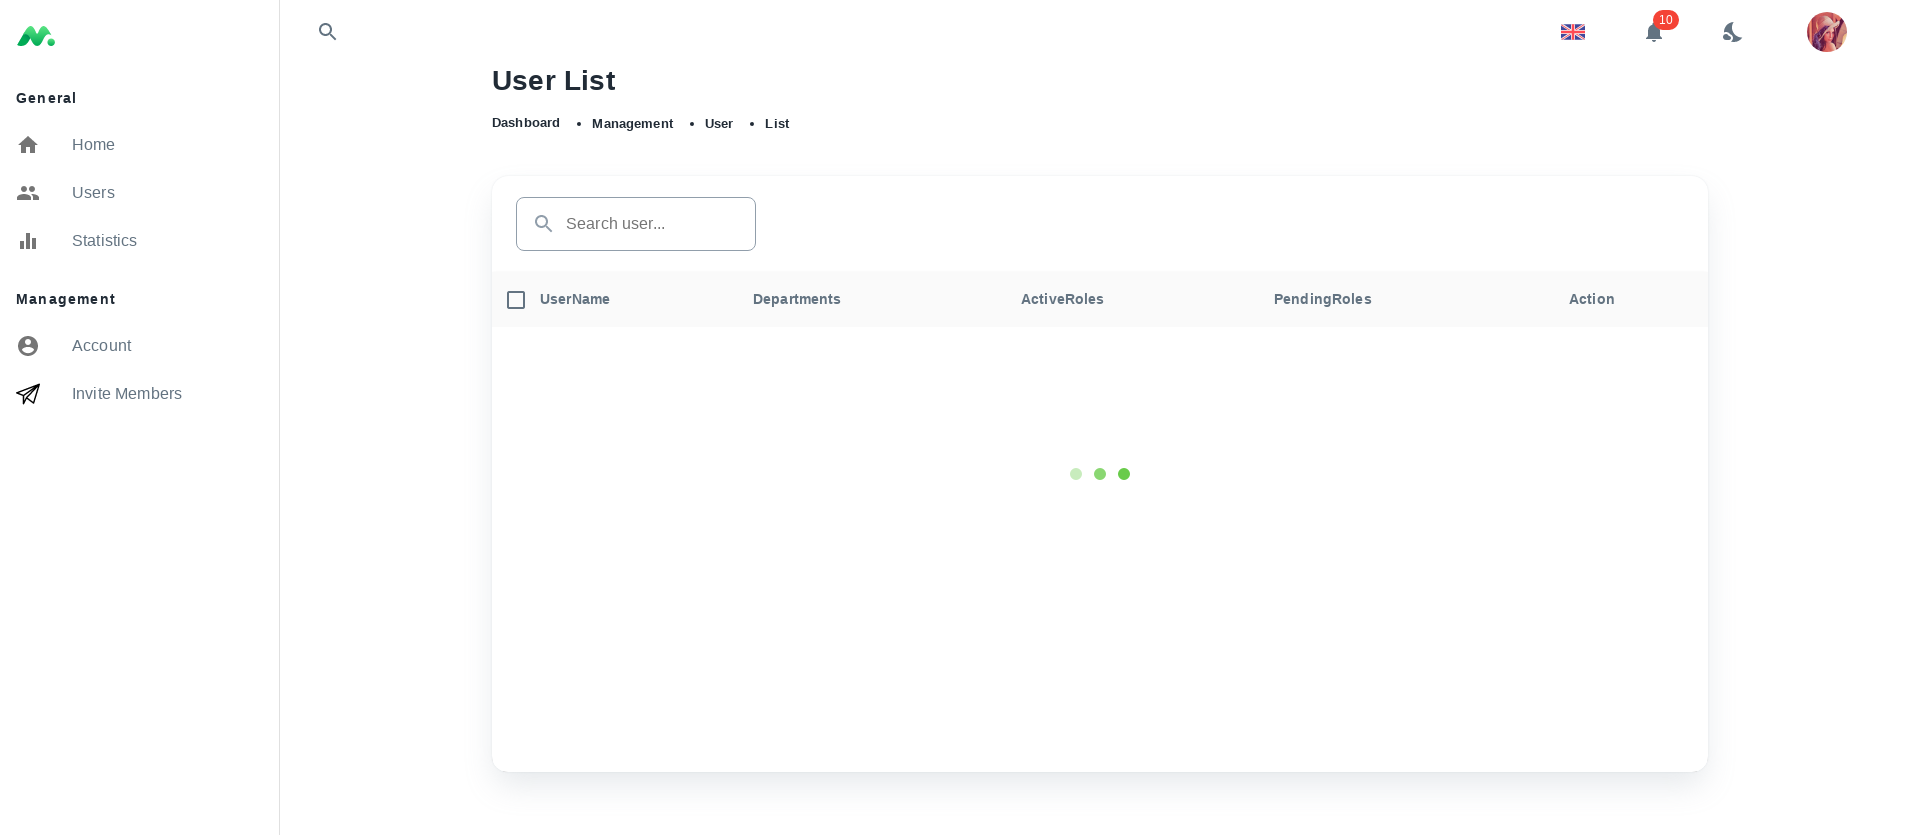 10
User List
Dashboard • Management • User • List
General
Home
Users
Statistics
Management
Account
Invite Members
Search user...
UserName Departments ActiveRoles PendingRoles Action